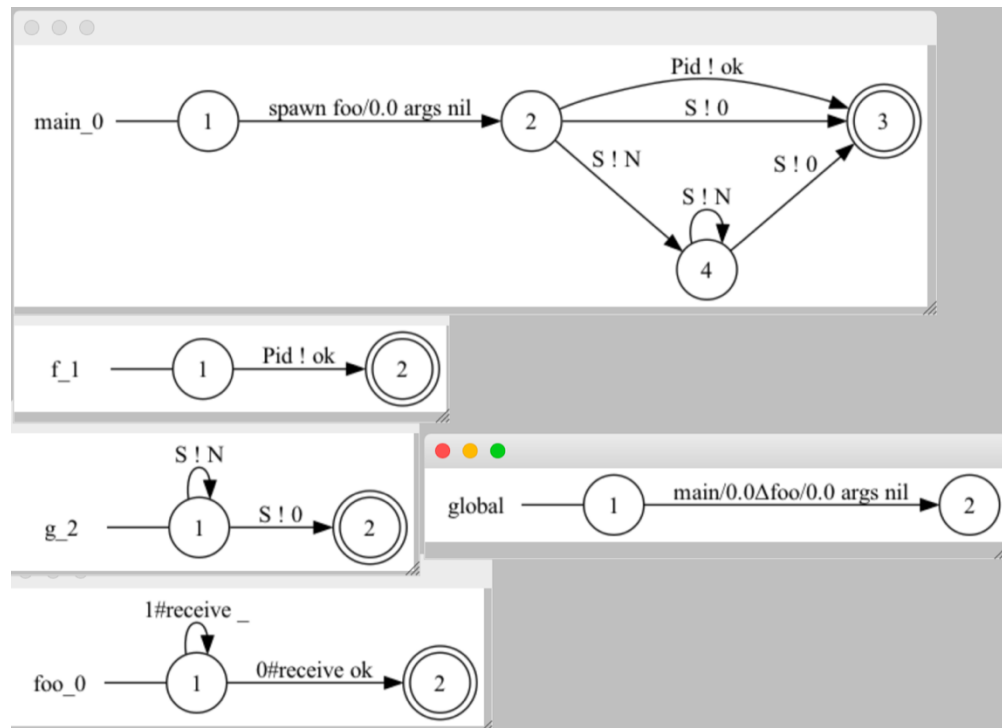 Pid ! ok
main_0 1 spawn foo/0.0 args nil 2 S ! 0 3
S ! N S ! 0
S ! N
4
f_1 1 Pid ! ok 2
S ! N
g_2 1 S ! 0 2
global 1 main/0.0Δfoo/0.0 args nil 2
1#receive _
foo_0 1 0#receive ok 2